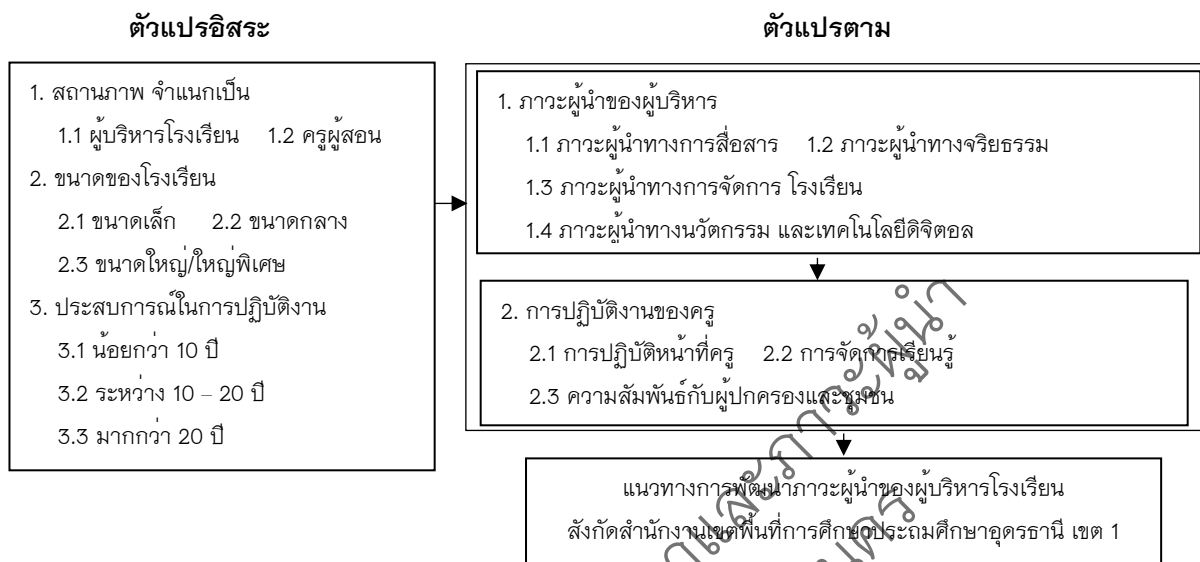 ตัวแปรอิสระ
ตัวแปรตาม
1. สถานภาพ จำแนกเป็น
1.1 ผู้บริหารโรงเรียน 1.2 ครูผู้สอน
2. ขนาดของโรงเรียน
2.1 ขนาดเล็ก 2.2 ขนาดกลาง
2.3 ขนาดใหญ่/ใหญ่พิเศษ
3. ประสบการณ์ในการปฏิบัติงาน
3.1 น้อยกว่า 10 ปี
3.2 ระหว่าง 10 – 20 ปี
3.3 มากกว่า 20 ปี
1. ภาวะผู้นำของผู้บริหาร
1.1 ภาวะผู้นำทางการสื่อสาร 1.2 ภาวะผู้นำทางจริยธรรม
1.3 ภาวะผู้นำทางการจัดการ โรงเรียน
1.4 ภาวะผู้นำทางนวัตกรรม และเทคโนโลยีดิจิตอล
2. การปฏิบัติงานของครู
2.1 การปฏิบัติหน้าที่ครู 2.2 การจัดการเรียนรู้
2.3 ความสัมพันธ์กับผู้ปกครองและชุมชน
แนวทางการพัฒนาภาวะผู้นำของผู้บริหารโรงเรียน
สังกัดสำนักงานเขตพื้นที่การศึกษาประถมศึกษาอุดรธานี เขต 1
และภาวะผู้นำ